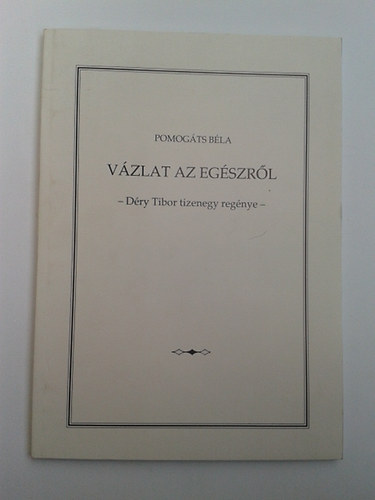 POMOGÁTS BÉLA
VÁZLAT AZ EGÉSZRŐL
– Déry Tibor tizenegy regénye –